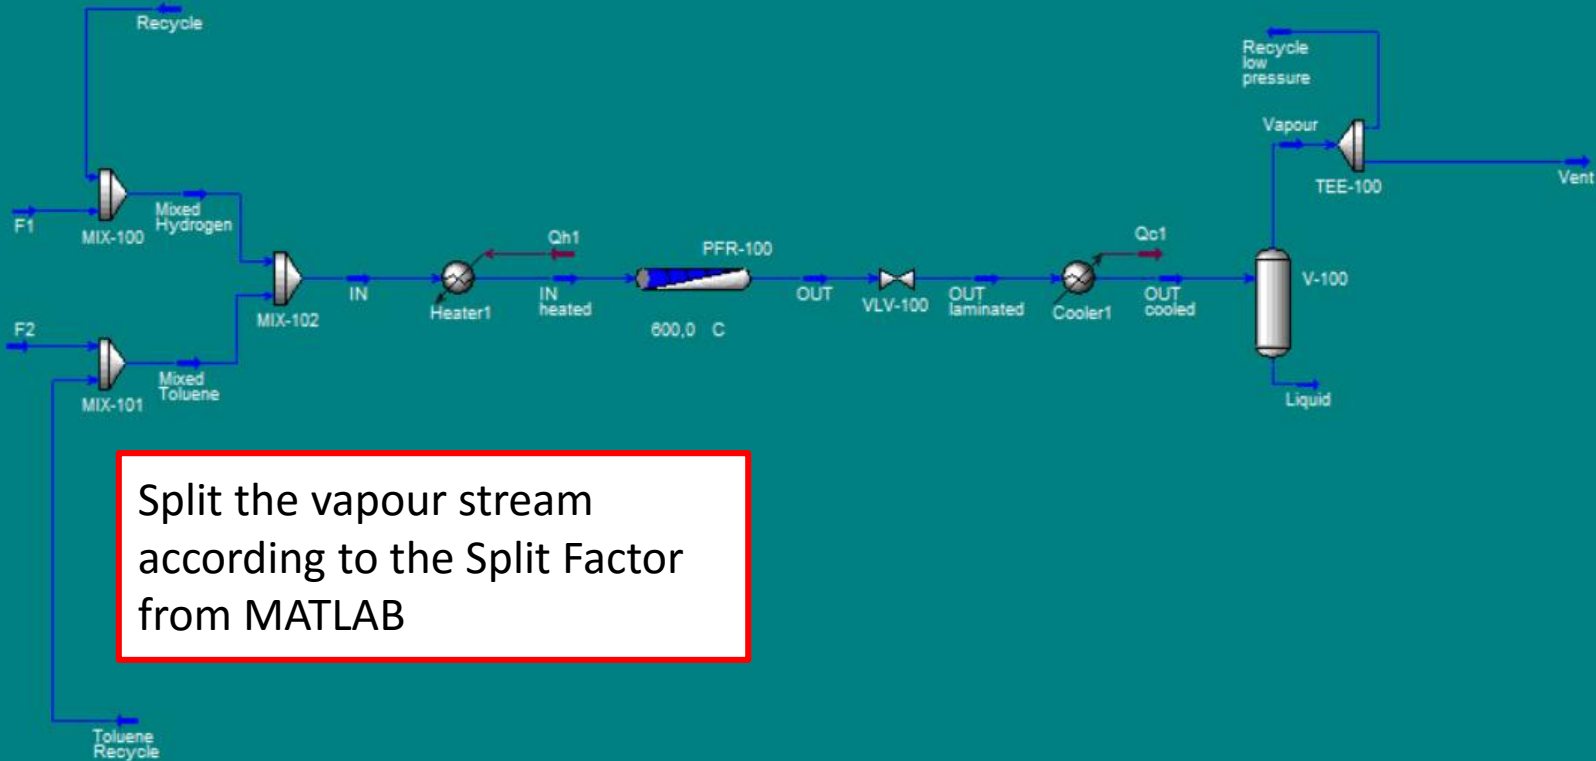 Recycle
Recycle
low
pressure
Vapour
TEE-100
Vent
F1
MIX-100
Mixed
Hydrogen
Qh1
PFR-100
Qc1
IN
MIX-102
Heater1
IN
heated
600,0 C
OUT
VLV-100
OUT
laminated
Cooler1
OUT
cooled
V-100
F2
MIX-101
Mixed
Toluene
Liquid
Split the vapour stream
according to the Split Factor
from MATLAB
Toluene
Recycle